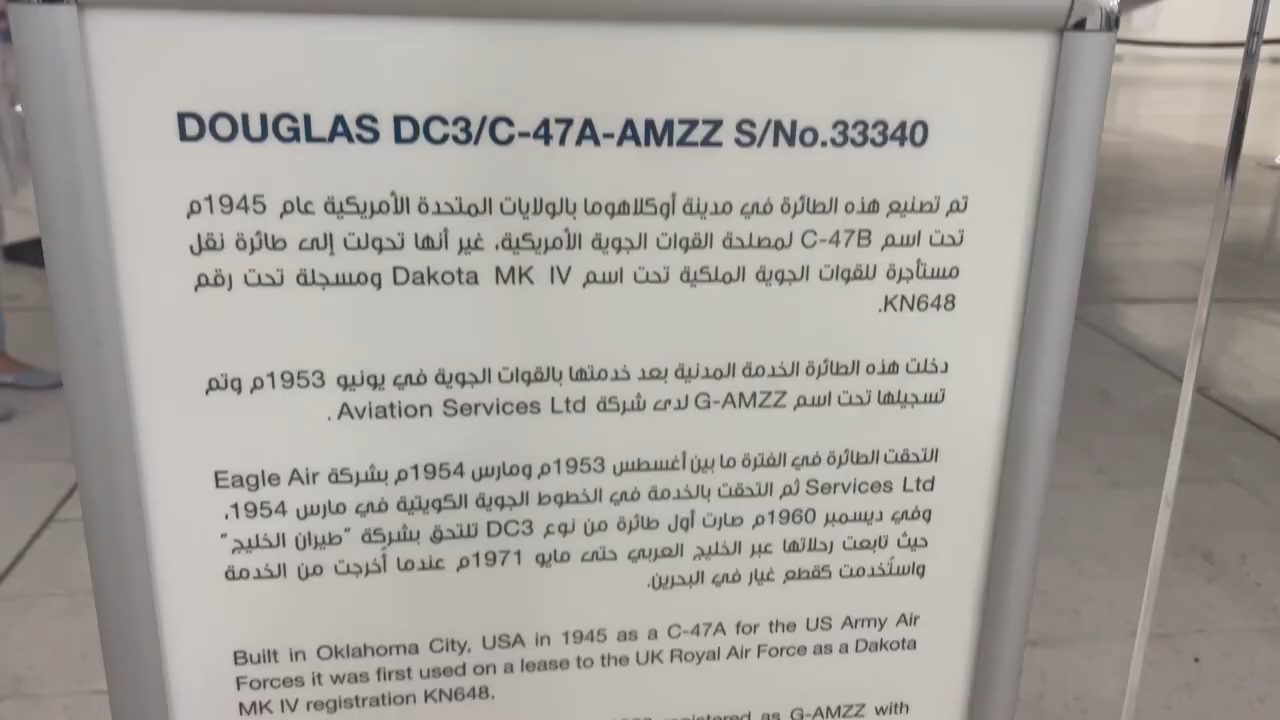 DOUGLAS DC3/C-47A-AMZZ S/No.33340
تم تصنيع هذه الطائرة في مدينة أوكلاهوما بالولايات المتحدة الأمريكية عام 1945م
تحت اسم C-47B لمصلحة القوات الجوية الأمريكية، غير أنها تحولت إلى طائرة نقل
مستأجرة للقوات الجوية الملكية تحت اسم Dakota MK IV ومسجلة تحت رقم
KN648.
دخلت هذه الطائرة الخدمة المدنية بعد خدمتها بالقوات الجوية في يونيو 1953م وتم
تسجيلها تحت اسم G-AMZZ لدى شركة Aviation Services Ltd .
التحقت الطائرة في الفترة ما بين أغسطس 1953م ومارس 1954م بشركة Eagle Air
Services Ltd ثم التحقت بالخدمة في الخطوط الجوية الكويتية في مارس 1954،
وفي ديسمبر 1960م صارت أول طائرة من نوع DC3 تلتحق بشركة "طيران الخليج"
حيث تابعت رحلاتها عبر الخليج العربي حتى مايو 1971م عندما أُخرجت من الخدمة
واستُخدمت كقطع غيار في البحرين.
Built in Oklahoma City, USA in 1945 as a C-47A for the US Army Air
Forces it was first used on a lease to the UK Royal Air Force as a Dakota
MK IV registration KN648.
registered as G-AMZZ with